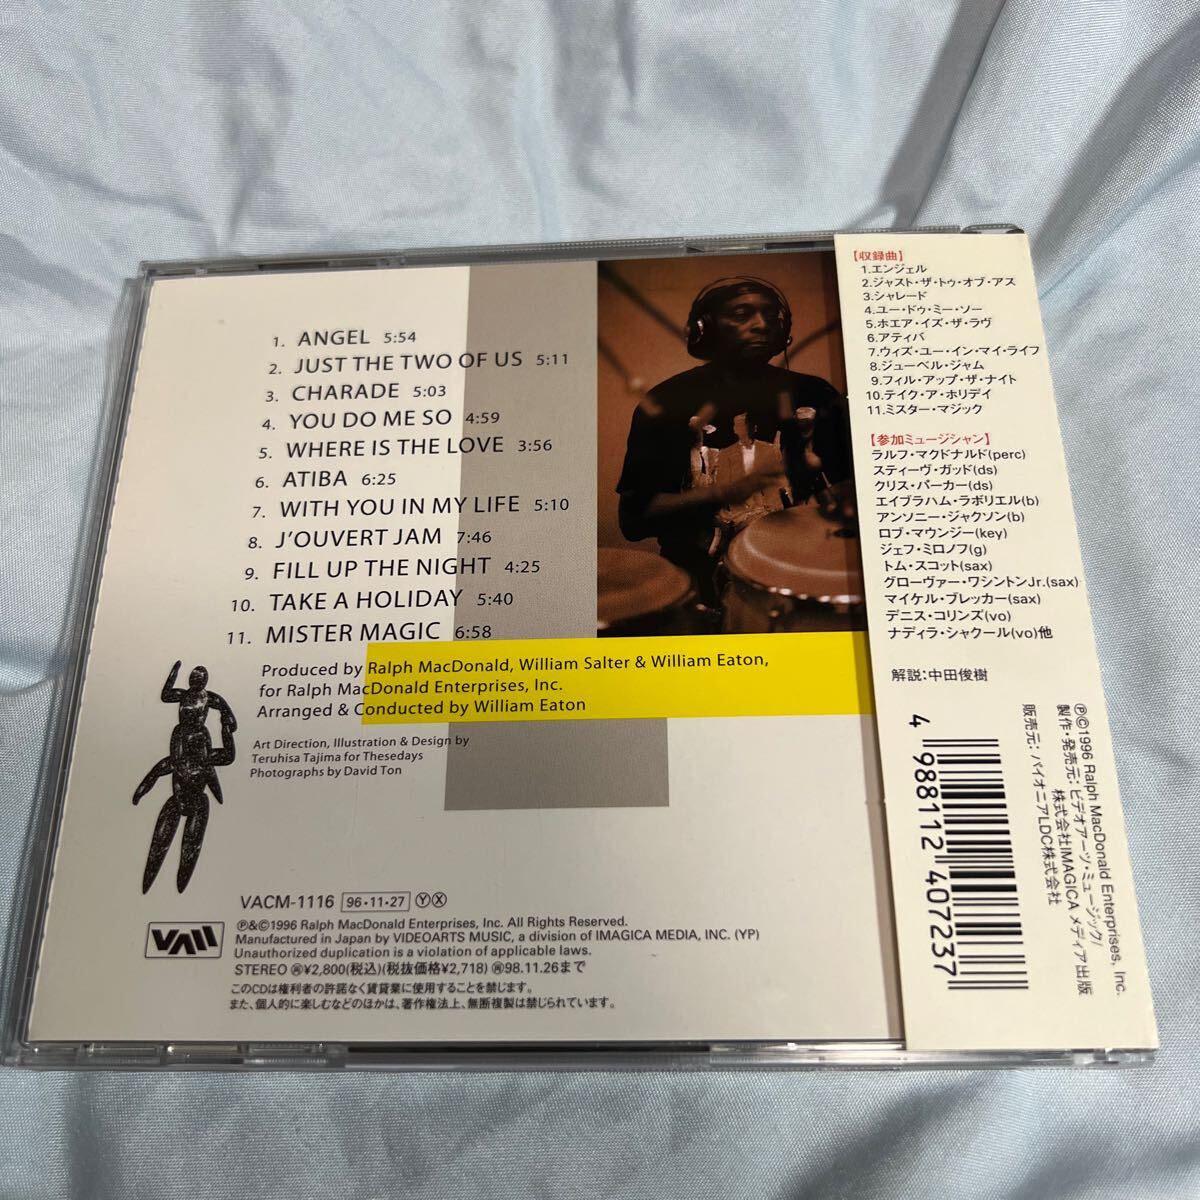 1. ANGEL 5:54
2. JUST THE TWO OF US 5:11
3. CHARADE 5:03
4. YOU DO ME SO 4:59
5. WHERE IS THE LOVE 3:56
6. ATIBA 6:25
7. WITH YOU IN MY LIFE 5:10
8. J'OUVERT JAM 7:46
9. FILL UP THE NIGHT 4:25
10. TAKE A HOLIDAY 5:40
11. MISTER MAGIC 6:58
Produced by Ralph MacDonald, William Salter & William Eaton,
for Ralph MacDonald Enterprises, Inc.
Arranged & Conducted by William Eaton
Art Direction, Illustration & Design by
Teruhisa Tajima for Thesedays
Photographs by David Ton
VACM-1116 96・11・27 ⓎⓍ
VAM
Ⓟ&©1996 Ralph MacDonald Enterprises, Inc. All Rights Reserved.
Manufactured in Japan by VIDEOARTS MUSIC, a division of IMAGICA MEDIA, INC. (YP)
Unauthorized duplication is a violation of applicable laws.
STEREO ㊢¥2,800(税込)(税抜価格¥2,718) ㊢98.11.26まで
このCDは権利者の許諾なく賃貸業に使用することを禁じます。
また、個人的に楽しむなどのほかは、著作権法上、無断複製は禁じられています。
【収録曲】
1.エンジェル
2.ジャスト・ザ・トゥ・オブ・アス
3.シャレード
4.ユー・ドゥ・ミー・ソー
5.ホエア・イズ・ザ・ラヴ
6.アティバ
7.ウィズ・ユー・イン・マイ・ライフ
8.ジューベル・ジャム
9.フィル・アップ・ザ・ナイト
10.テイク・ア・ホリデイ
11.ミスター・マジック
【参加ミュージシャン】
ラルフ・マクドナルド(perc)
スティーヴ・ガッド(ds)
クリス・パーカー(ds)
エイブラハム・ラボリエル(b)
アンソニー・ジャクソン(b)
ロブ・マウンジー(key)
ジェフ・ミロノフ(g)
トム・スコット(sax)
グローヴァー・ワシントンJr.(sax)
マイケル・ブレッカー(sax)
デニス・コリンズ(vo)
ナディラ・シャクール(vo)他
解説:中田俊樹
Ⓟ©1996 Ralph MacDonald Enterprises, Inc.
製作・発売元:ビデオアーツ・ミュージック/
株式会社IMAGICAメディア出版
販売元:パイオニアLDC株式会社
4 988112 407237